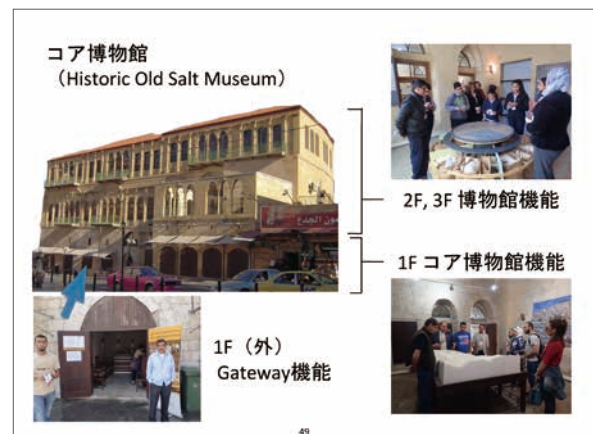 コア博物館
（Historic Old Salt Museum）
2F, 3F 博物館機能
1F コア博物館機能
1F（外）
Gateway機能
49